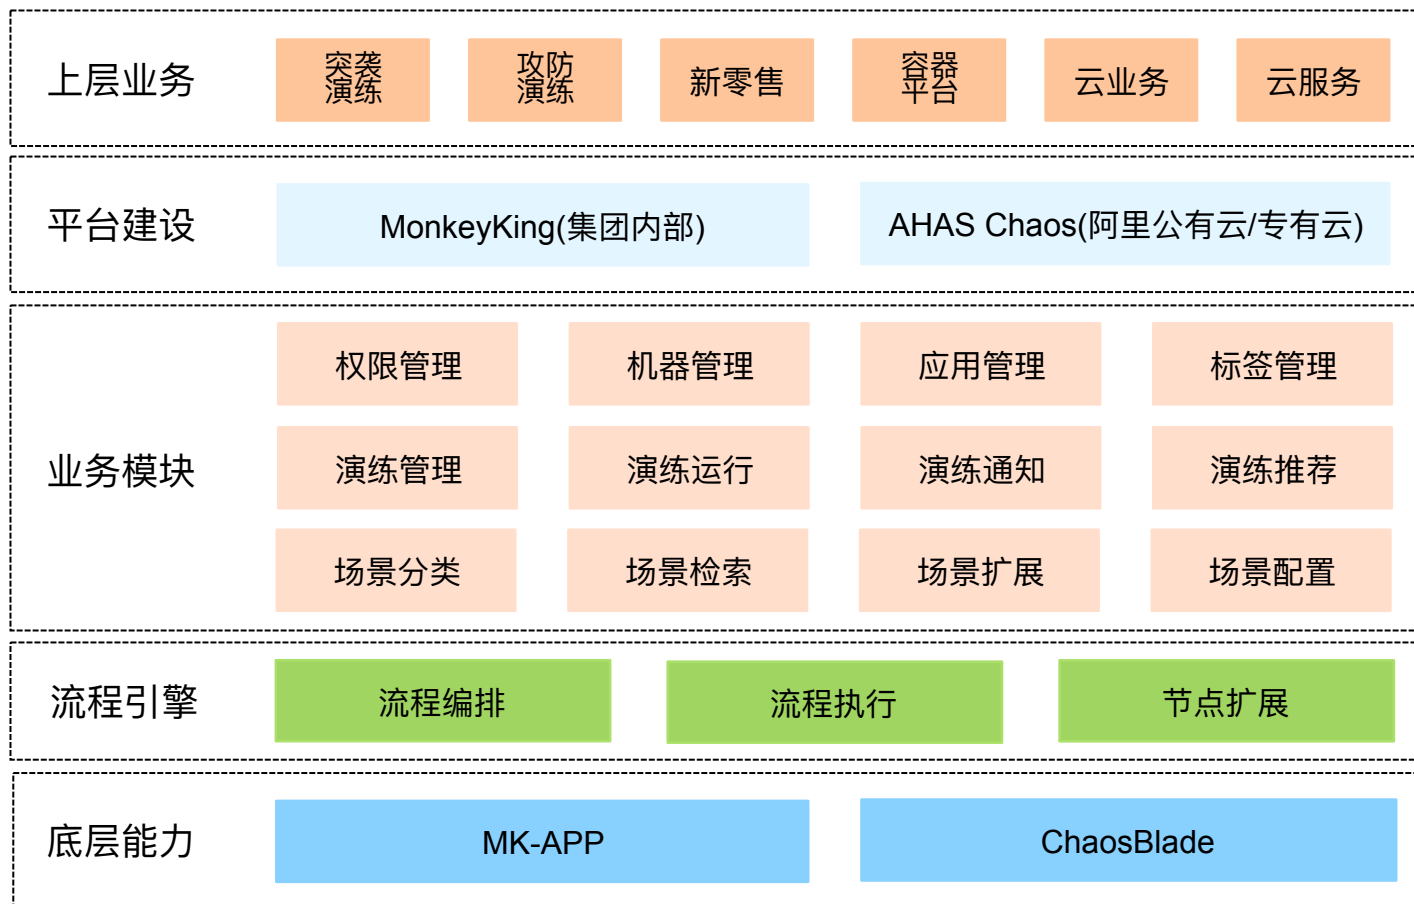 上层业务
突袭
演练
攻防
演练
新零售
容器
平台
云业务
云服务
平台建设
MonkeyKing(集团内部)
AHAS Chaos(阿里公有云/专有云)
业务模块
权限管理
机器管理
应用管理
标签管理
演练管理
演练运行
演练通知
演练推荐
场景分类
场景检索
场景扩展
场景配置
流程引擎
流程编排
流程执行
节点扩展
底层能力
MK-APP
ChaosBlade